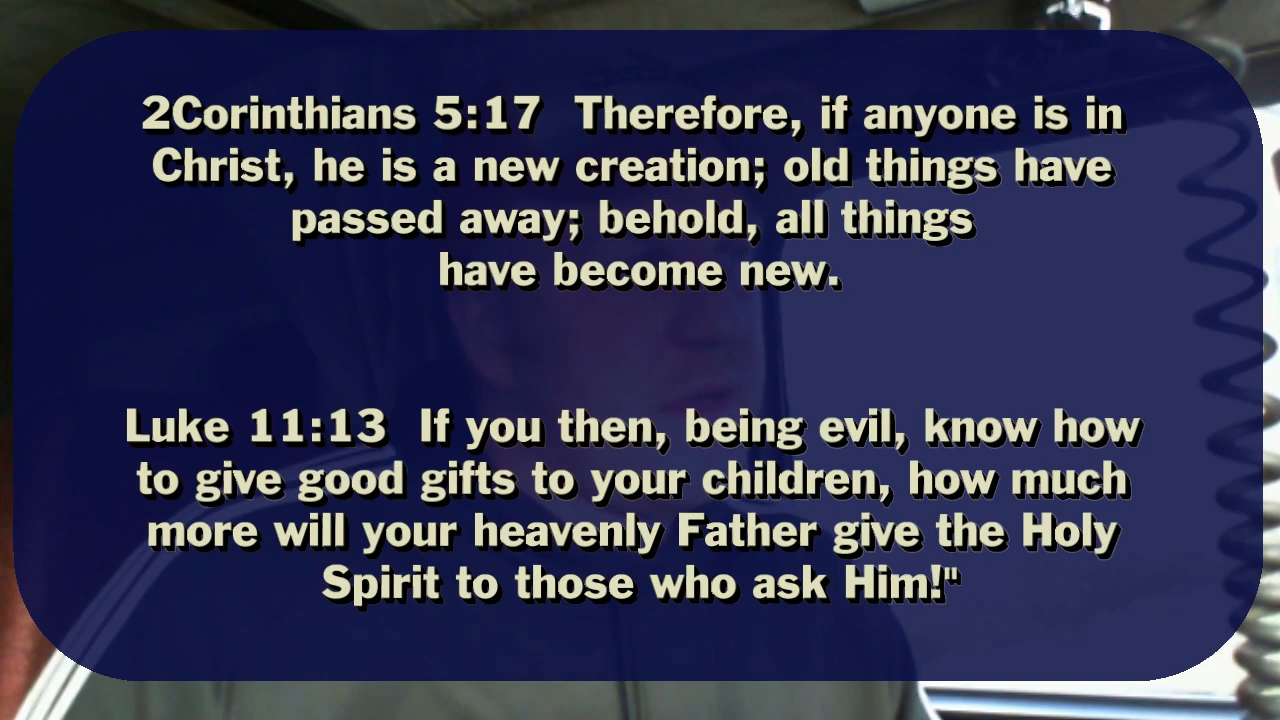 2Corinthians 5:17  Therefore, if anyone is in
Christ, he is a new creation; old things have
passed away; behold, all things
have become new.
Luke 11:13  If you then, being evil, know how
to give good gifts to your children, how much
more will your heavenly Father give the Holy
Spirit to those who ask Him!"